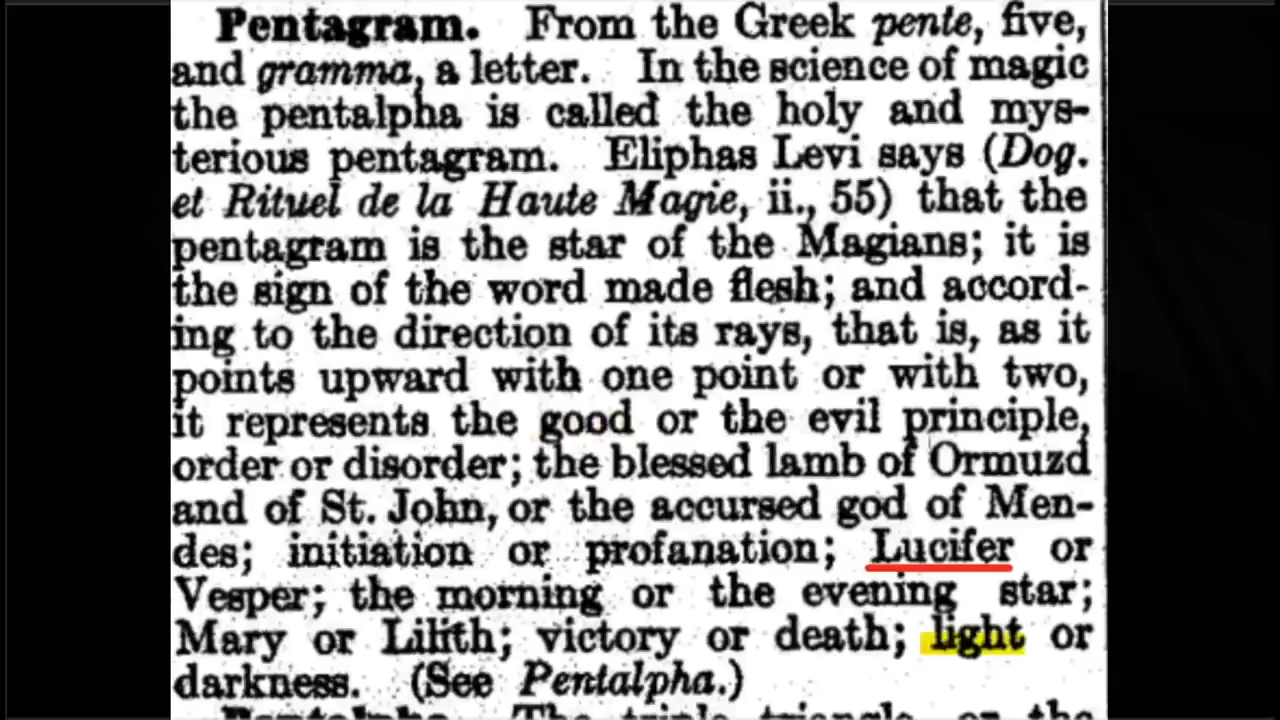 Pentagram. From the Greek pente, five,
and gramma, a letter. In the science of magic
the pentalpha is called the holy and mys-
terious pentagram. Eliphas Levi says (Dog.
et Rituel de la Haute Magie, ii., 55) that the
pentagram is the star of the Magians; it is
the sign of the word made flesh; and accord-
ing to the direction of its rays, that is, as it
points upward with one point or with two,
it represents the good or the evil principle,
order or disorder; the blessed lamb of Ormuzd
and of St. John, or the accursed god of Men-
des; initiation or profanation; Lucifer or
Vesper; the morning or the evening star;
Mary or Lilith; victory or death; light or
darkness. (See Pentalpha.)
Pentalpha. The triple triangle, or the